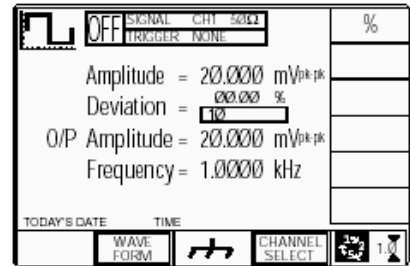 OFF SIGNAL CH1 50Ω %
TRIGGER NONE
Amplitude = 20.000 mVpk-pk
Deviation = 00.00 %
10
O/P Amplitude = 20.000 mVpk-pk
Frequency = 1.0000 kHz
TODAY'S DATE TIME
WAVE FORM CHANNEL SELECT 1.0